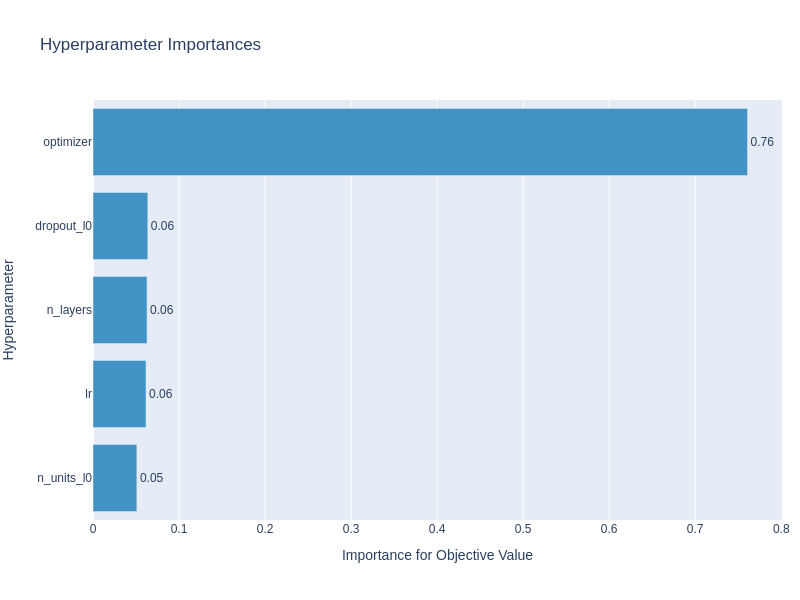 Hyperparameter Importances
optimizer
0.76
dropout_l0
0.06
n_layers
0.06
lr
0.06
n_units_l0
0.05
Hyperparameter
0
0.1
0.2
0.3
0.4
0.5
0.6
0.7
0.8
Importance for Objective Value